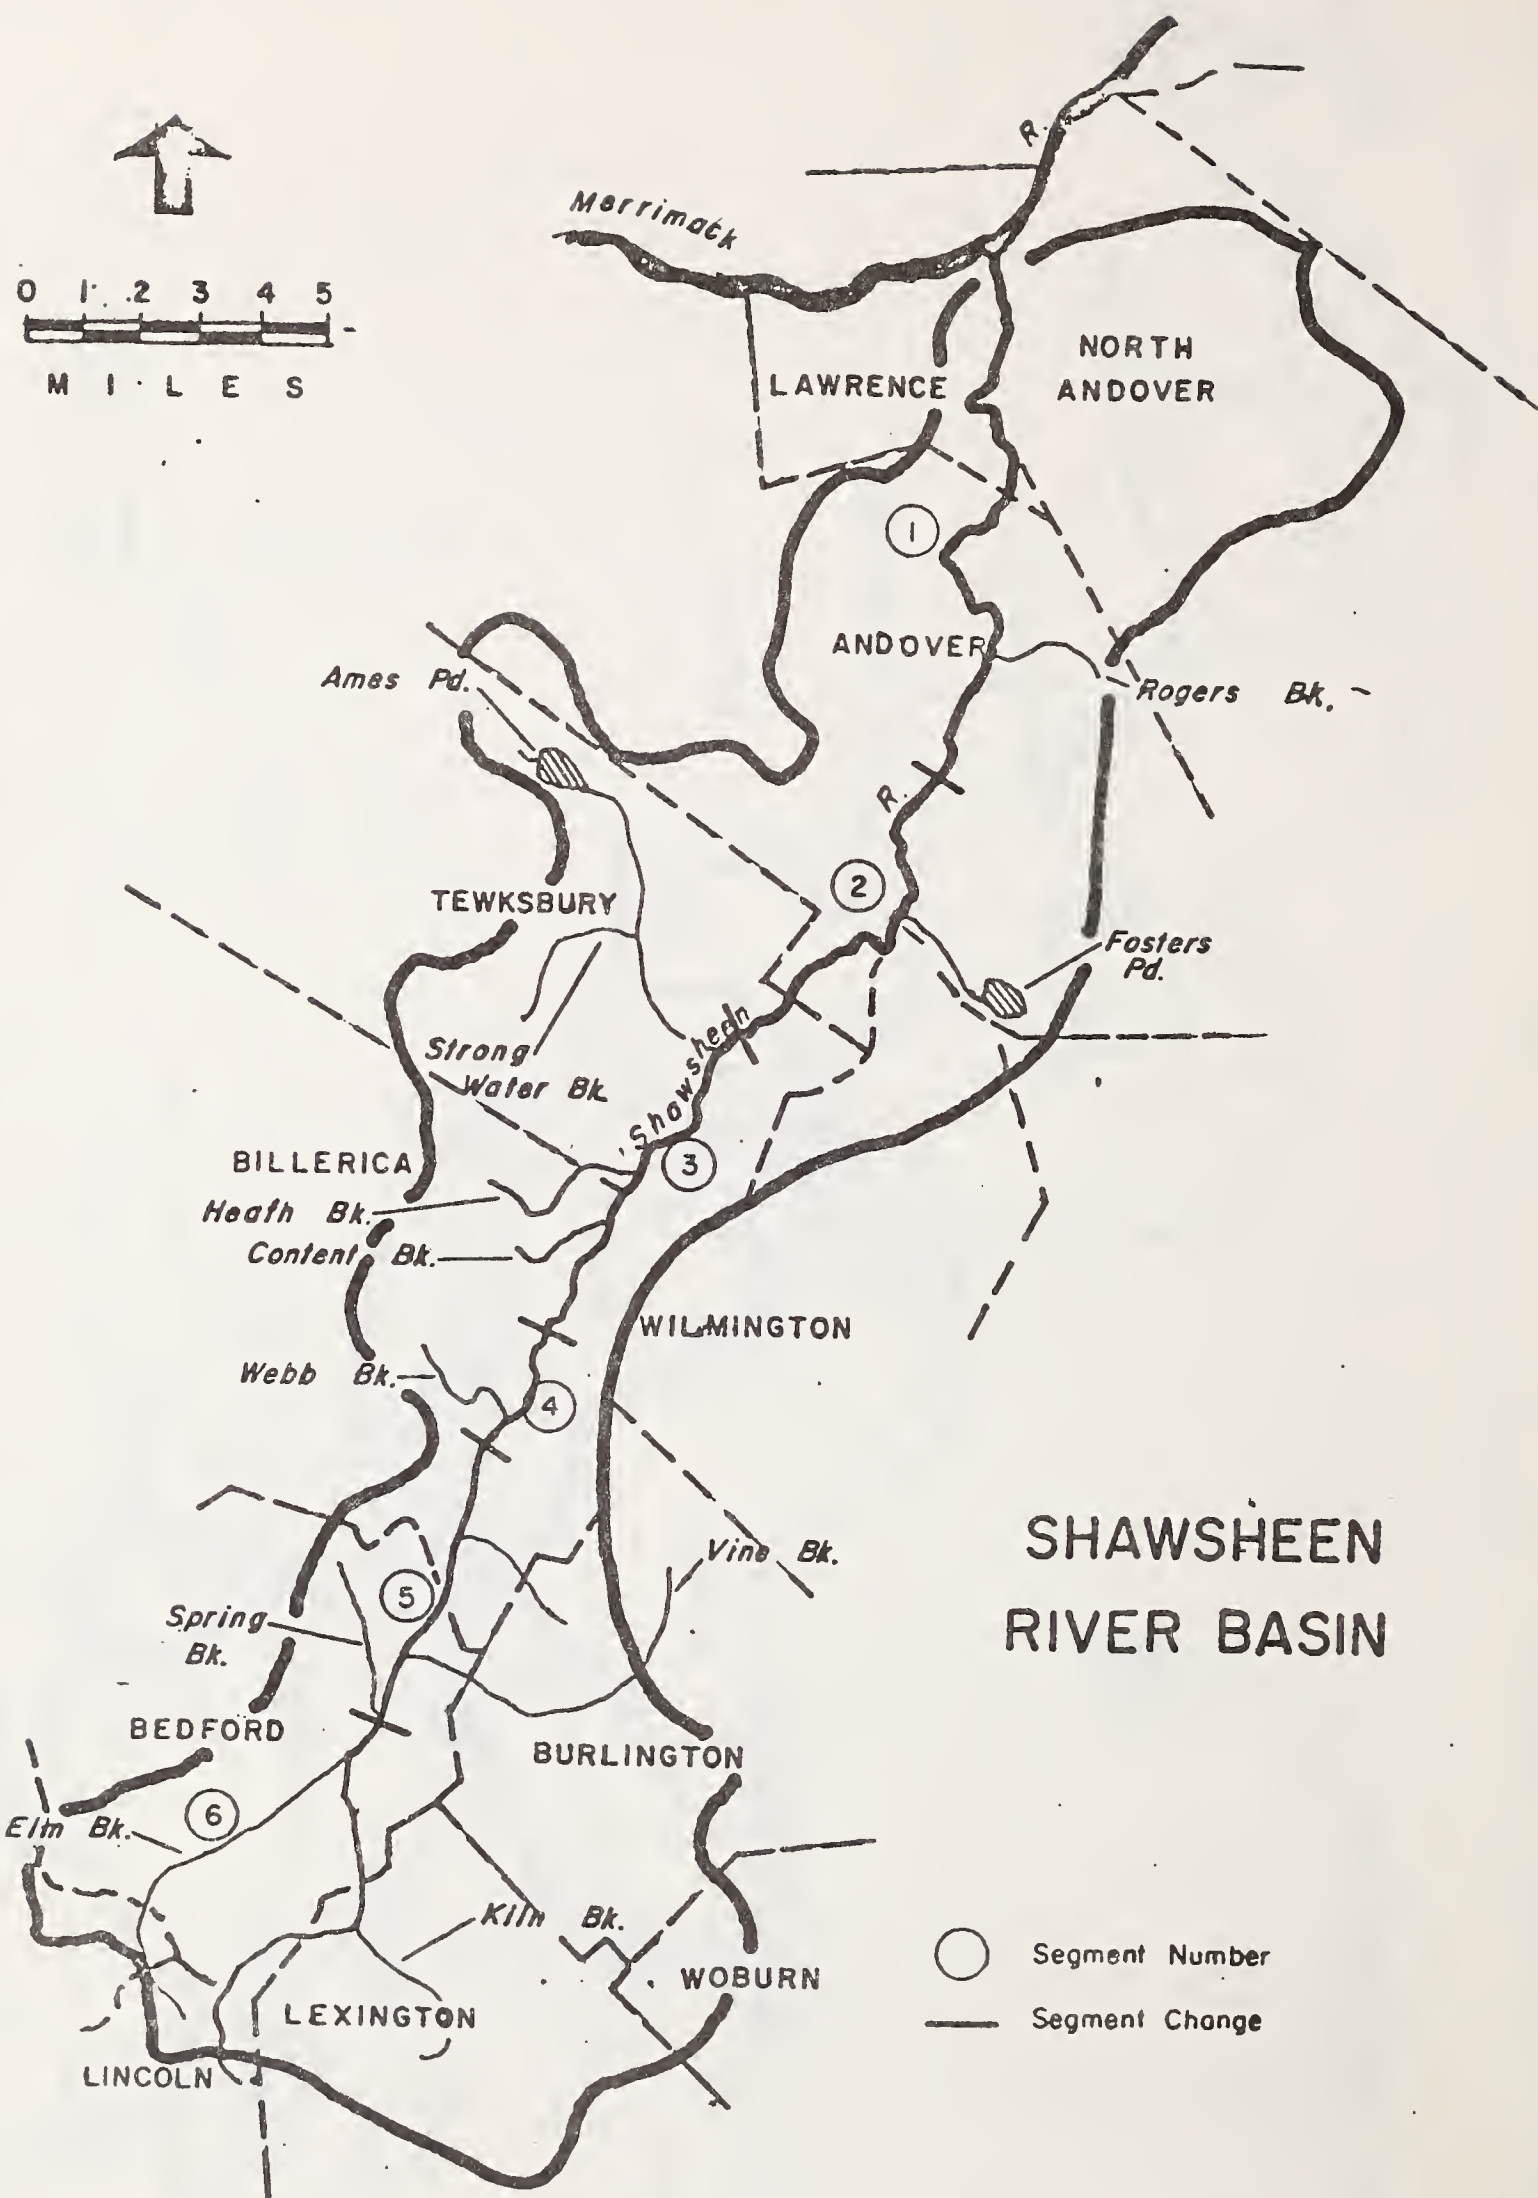 R.
Merrimack
0 1 2 3 4 5
MILES
NORTH
ANDOVER
LAWRENCE
1
ANDOVER
Ames Pd.
Rogers Bk.
R.
2
TEWKSBURY
Fosters
Pd.
Strong
Water Bk.
Shawsheen
3
BILLERICA
Heath Bk.
Content Bk.
WILMINGTON
Webb Bk.
4
SHAWSHEEN
RIVER BASIN
Vine Bk.
5
Spring
Bk.
BEDFORD
BURLINGTON
6
Elm Bk.
Kiln Bk.
Segment Number
WOBURN
LEXINGTON
Segment Change
LINCOLN